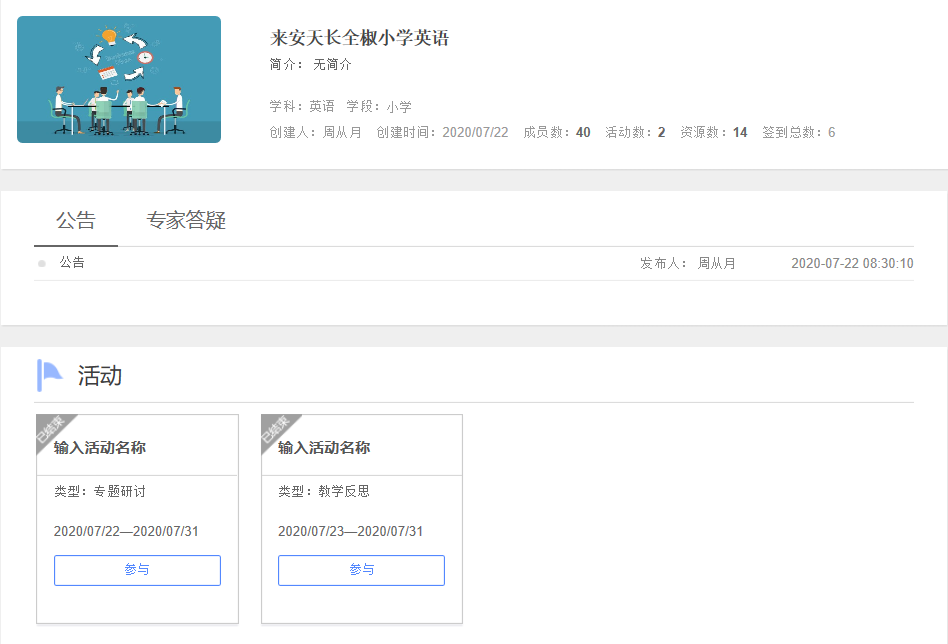 来安天长全椒小学英语
简介： 无简介
学科：英语 学段：小学
创建人：周从月 创建时间：2020/07/22 成员数：40 活动数：2 资源数：14 签到总数：6
公告 专家答疑
公告 发布人： 周从月 2020-07-22 08:30:10
活动
已结束
输入活动名称
类型：专题研讨
2020/07/22—2020/07/31
参与
已结束
输入活动名称
类型：教学反思
2020/07/23—2020/07/31
参与